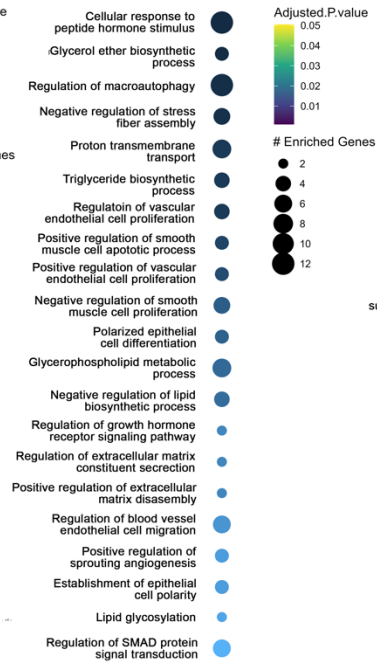 Cellular response to
peptide hormone stimulus
Glycerol ether biosynthetic
process
Regulation of macroautophagy
Negative regulation of stress
fiber assembly
Proton transmembrane
transport
Triglyceride biosynthetic
process
Regulatoin of vascular
endothelial cell proliferation
Positive regulation of smooth
muscle cell apototic process
Positive regulation of vascular
endothelial cell proliferation
Negative regulation of smooth
muscle cell proliferation
Polarized epithelial
cell differentiation
Glycerophospholipid metabolic
process
Negative regulation of lipid
biosynthetic process
Regulation of growth hormone
receptor signaling pathway
Regulation of extracellular matrix
constituent secrection
Positive regulation of extracellular
matrix disasembly
Regulation of blood vessel
endothelial cell migration
Positive regulation of
sprouting angiogenesis
Establishment of epithelial
cell polarity
Lipid glycosylation
Regulation of SMAD protein
signal transduction
Adjusted.P.value
0.05
0.04
0.03
0.02
0.01
# Enriched Genes
2
4
6
8
10
12